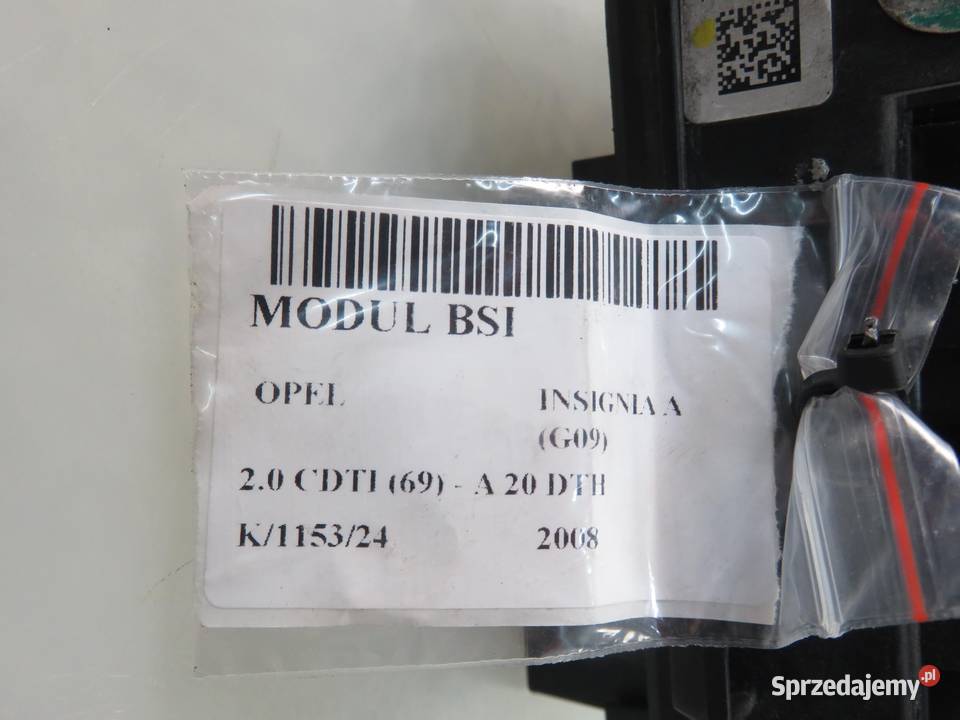 MODUL BSI
OPEL INSIGNIA A
(G09)
2.0 CDTI (69) - A 20 DTH
K/1153/24 2008
Sprzedajemy.pl